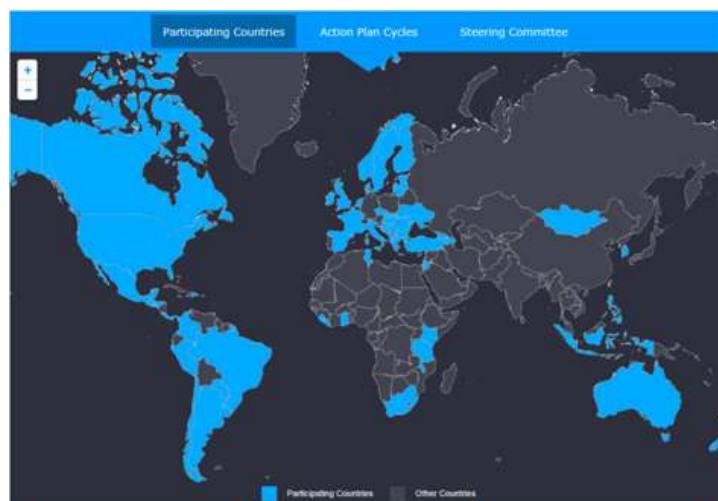 Participating Countries Action Plan Cycles Steering Committee
+
−
Participating Countries Other Countries